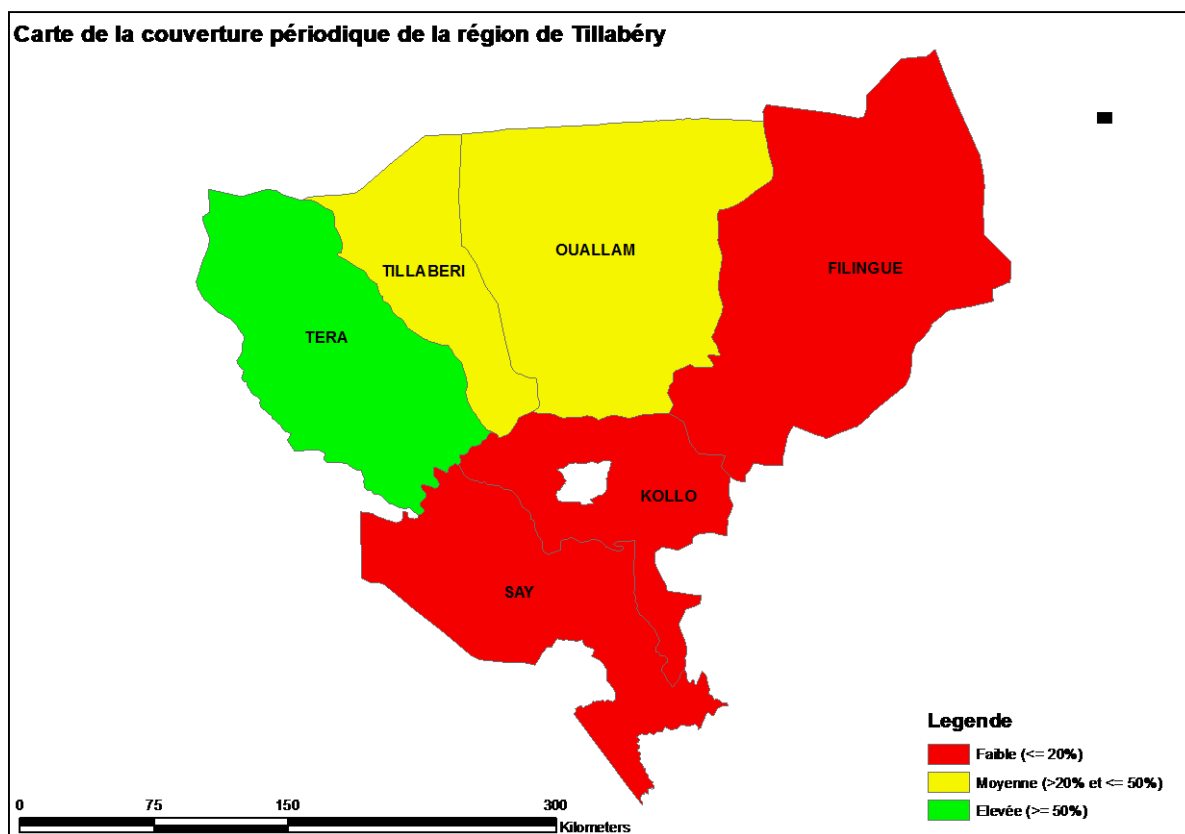 Carte de la couverture périodique de la région de Tillabéry
OUALLAM
FILINGUE
TILLABERI
TERA
KOLLO
SAY
Legende
Faible (<= 20%)
Moyenne (>20% et <= 50%)
Elevée (>= 50%)
0 75 150 300
Kilometers